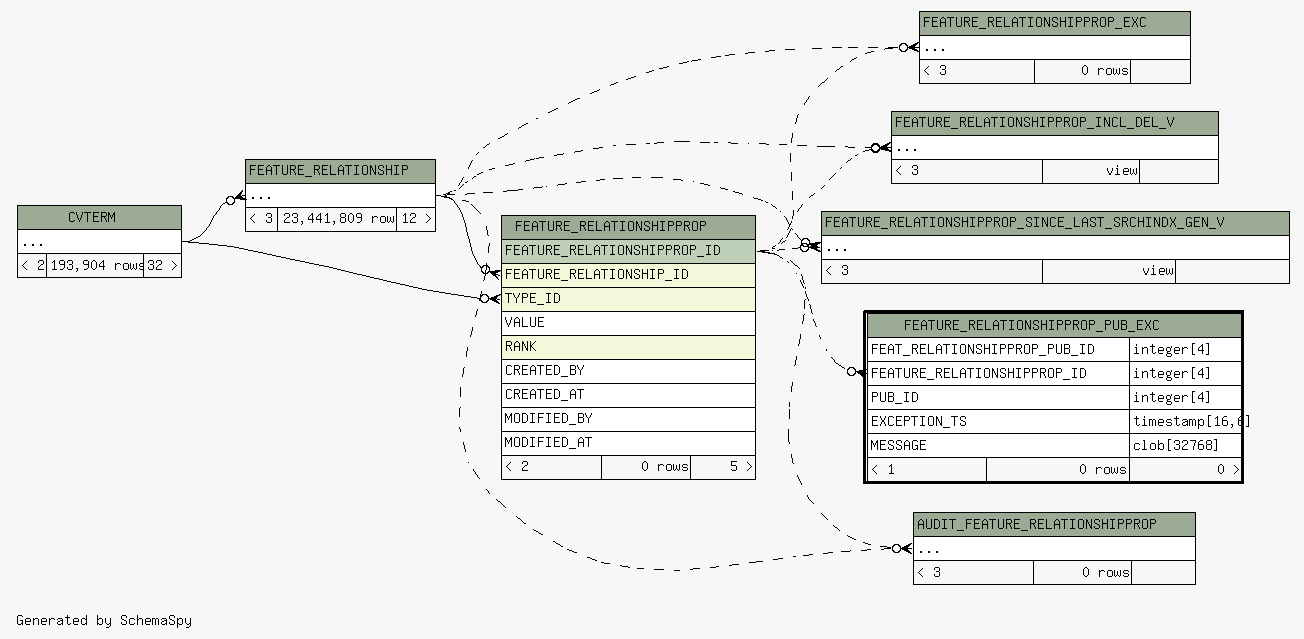 FEATURE_RELATIONSHIPPROP_EXC
...
< 3 0 rows
FEATURE_RELATIONSHIPPROP_INCL_DEL_V
...
< 3 view
FEATURE_RELATIONSHIP
...
< 3 23,441,809 row 12 >
CVTERM
...
< 2 193,904 rows 32 >
FEATURE_RELATIONSHIPPROP
FEATURE_RELATIONSHIPPROP_ID
FEATURE_RELATIONSHIP_ID
TYPE_ID
VALUE
RANK
CREATED_BY
CREATED_AT
MODIFIED_BY
MODIFIED_AT
< 2 0 rows 5 >
FEATURE_RELATIONSHIPPROP_SINCE_LAST_SRCHINDX_GEN_V
...
< 3 view
FEATURE_RELATIONSHIPPROP_PUB_EXC
FEAT_RELATIONSHIPPROP_PUB_ID integer[4]
FEATURE_RELATIONSHIPPROP_ID integer[4]
PUB_ID integer[4]
EXCEPTION_TS timestamp[16,6]
MESSAGE clob[32768]
< 1 0 rows 0 >
AUDIT_FEATURE_RELATIONSHIPPROP
...
< 3 0 rows
Generated by SchemaSpy